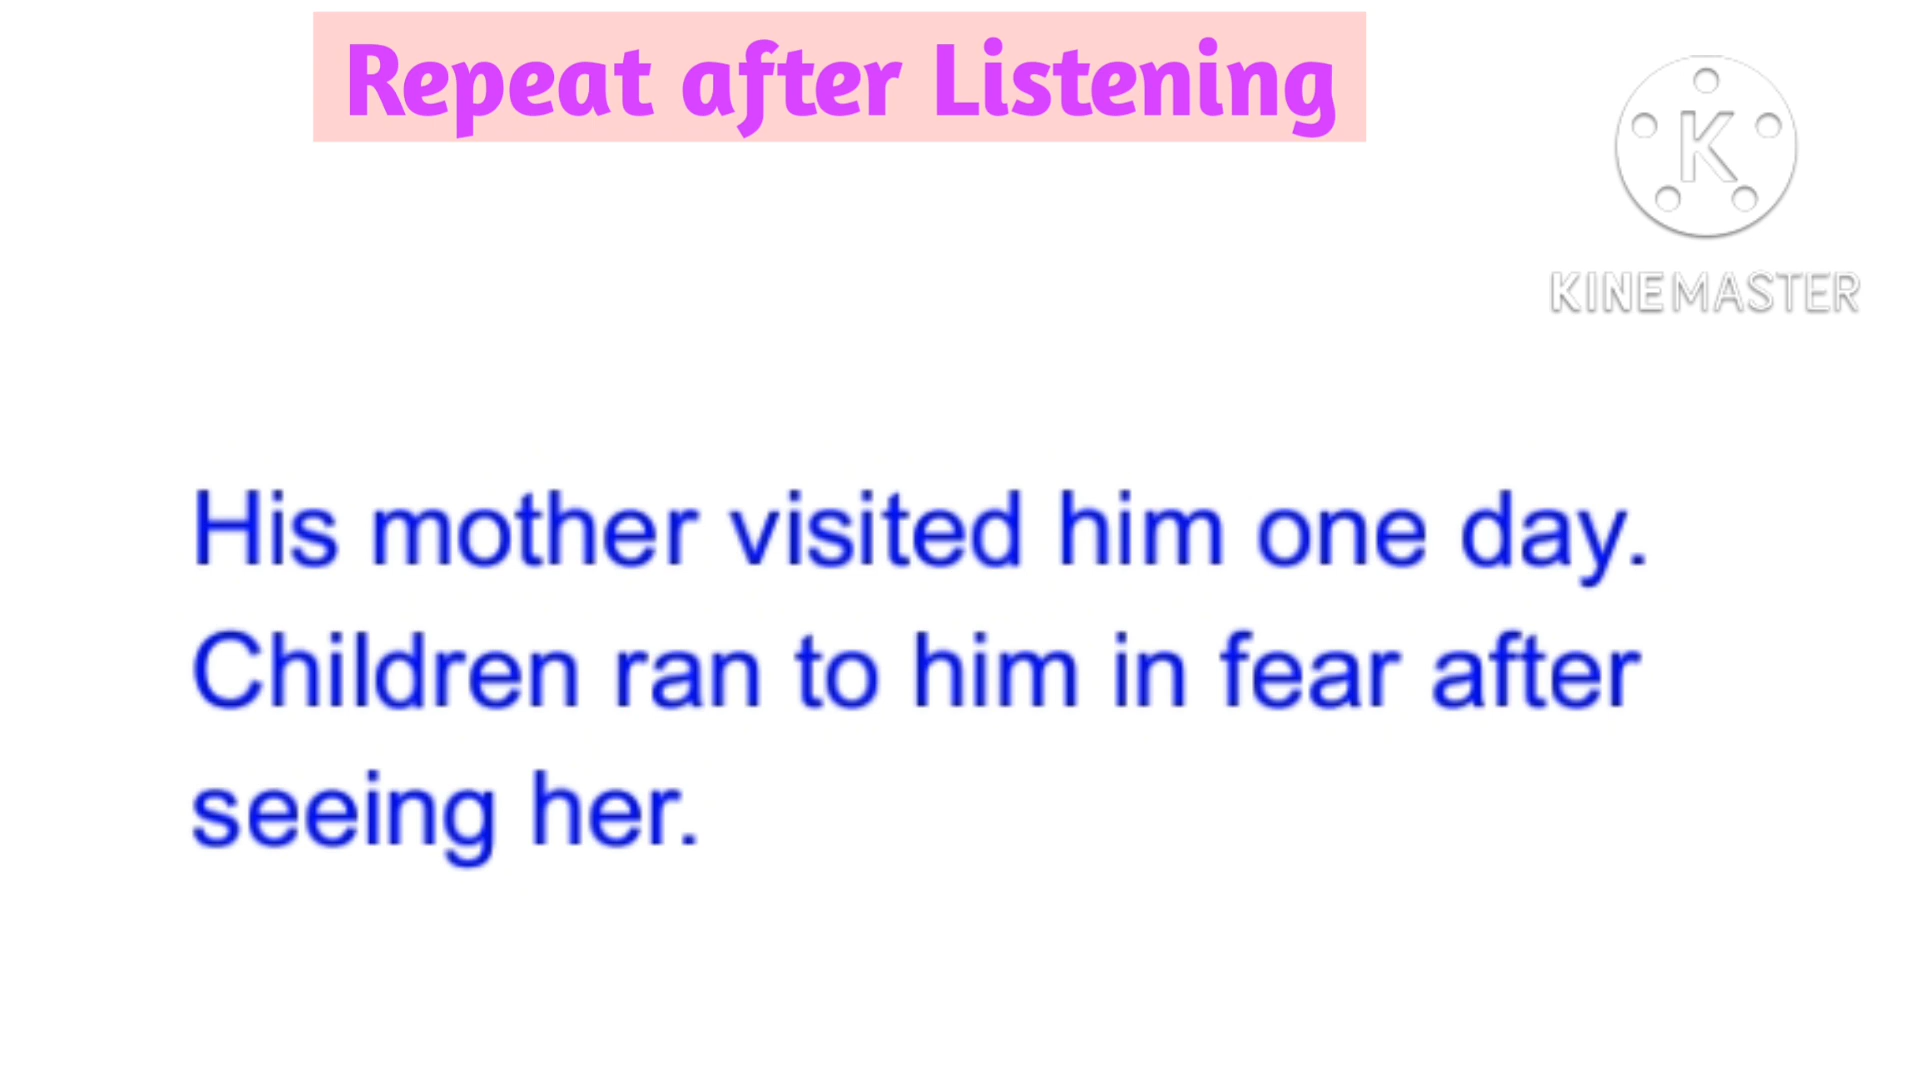 Repeat after Listening
K
KINEMASTER
His mother visited him one day.
Children ran to him in fear after
seeing her.